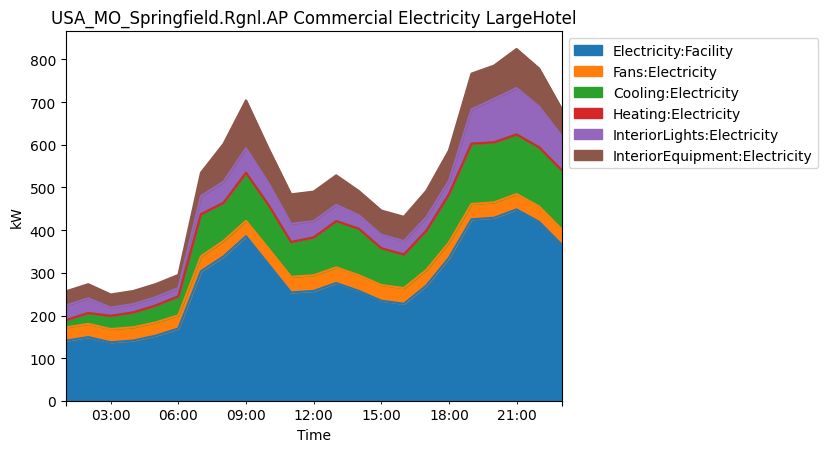 USA_MO_Springfield.Rgnl.AP Commercial Electricity LargeHotel
800
700
600
500
400
300
200
100
0
kW
03:00 06:00 09:00 12:00 15:00 18:00 21:00
Time
Electricity:Facility
Fans:Electricity
Cooling:Electricity
Heating:Electricity
InteriorLights:Electricity
InteriorEquipment:Electricity